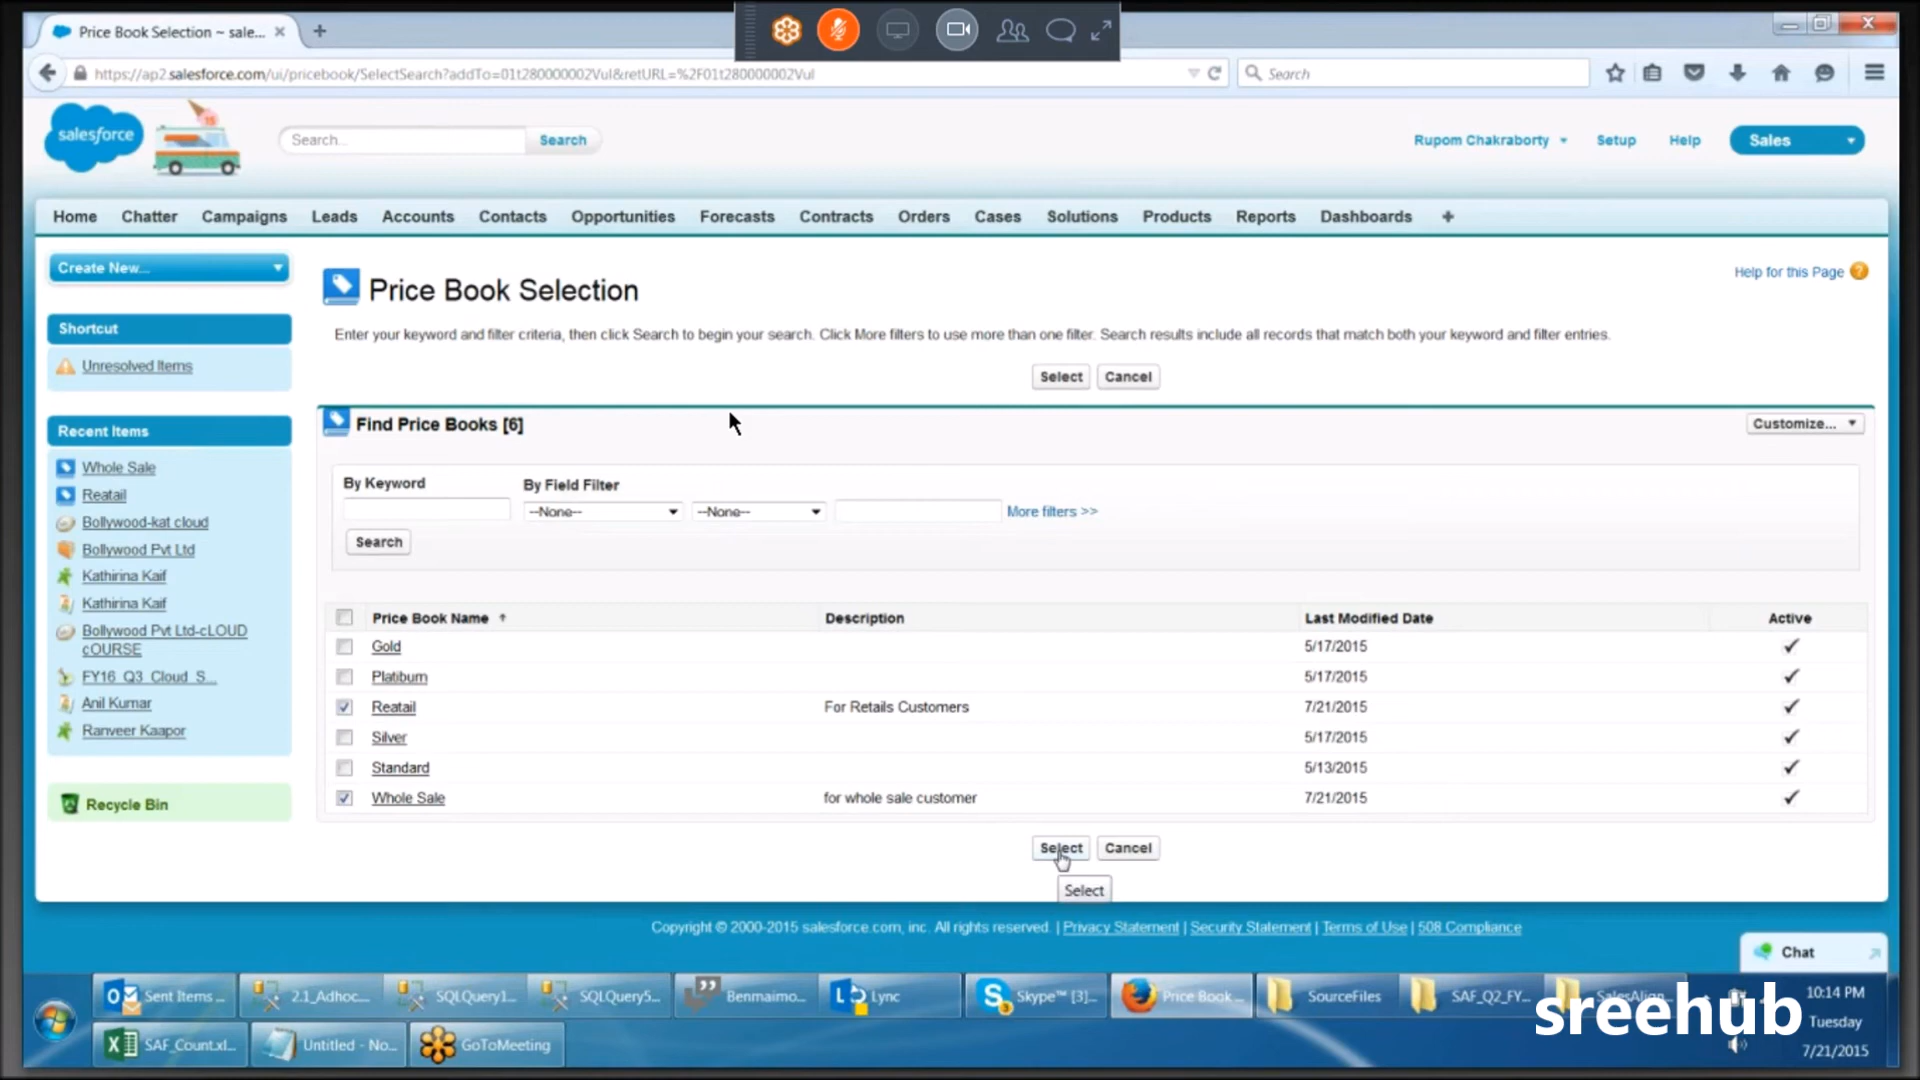 Price Book Selection ~ sale...
https://ap2.salesforce.com/ui/pricebook/SelectSearch?addTo=01t280000002Vul&retURL=%2F01t280000002Vul
Search
salesforce
15
Search...
Search
Rupom Chakraborty
Setup
Help
Sales
Home
Chatter
Campaigns
Leads
Accounts
Contacts
Opportunities
Forecasts
Contracts
Orders
Cases
Solutions
Products
Reports
Dashboards
+
Create New...
Shortcut
Unresolved Items
Recent Items
Whole Sale
Reatail
Bollywood-kat cloud
Bollywood Pvt Ltd
Kathirina Kaif
Kathirina Kaif
Bollywood Pvt Ltd-cLOUD
cOURSE
FY16_Q3_Cloud_S...
Anil Kumar
Ranveer Kaapor
Recycle Bin
Price Book Selection
Help for this Page
Enter your keyword and filter criteria, then click Search to begin your search. Click More filters to use more than one filter. Search results include all records that match both your keyword and filter entries.
Select
Cancel
Find Price Books [6]
Customize...
By Keyword
By Field Filter
--None--
--None--
More filters >>
Search
Price Book Name
Description
Last Modified Date
Active
Gold
5/17/2015
Platibum
5/17/2015
Reatail
For Retails Customers
7/21/2015
Silver
5/17/2015
Standard
5/13/2015
Whole Sale
for whole sale customer
7/21/2015
Select
Cancel
Select
Copyright © 2000-2015 salesforce.com, inc. All rights reserved. | Privacy Statement | Security Statement | Terms of Use | 508 Compliance
Chat
Sent Items ...
2.1_Adhoc...
SQLQuery1...
SQLQuery5...
Benmaimo...
Lync
Skype™ [3]...
Price Book ...
SourceFiles
SAF_Q2_FY...
SalesAlign...
10:14 PM
Tuesday
7/21/2015
SAF_Count.xl...
Untitled - No...
GoToMeeting
sreehub